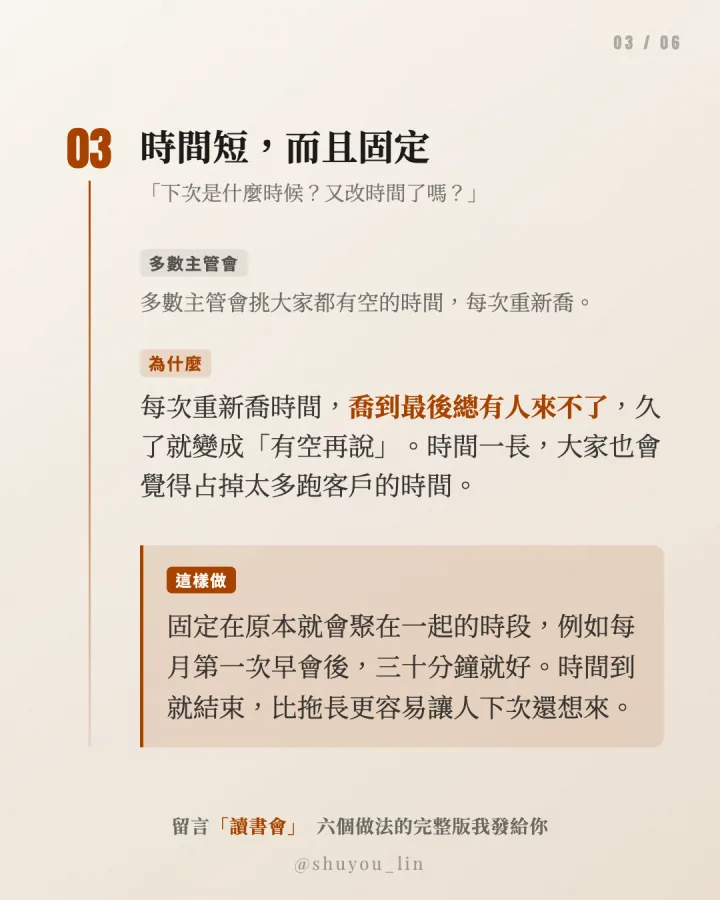 03 / 06
03 時間短，而且固定
「下次是什麼時候？又改時間了嗎？」
多數主管會
多數主管會挑大家都有空的時間，每次重新喬。
為什麼
每次重新喬時間，喬到最後總有人來不了，久
了就變成「有空再說」。時間一長，大家也會
覺得占掉太多跑客戶的時間。
這樣做
固定在原本就會聚在一起的時段，例如每
月第一次早會後，三十分鐘就好。時間到
就結束，比拖長更容易讓人下次還想來。
留言「讀書會」 六個做法的完整版我發給你
@shuyou_lin